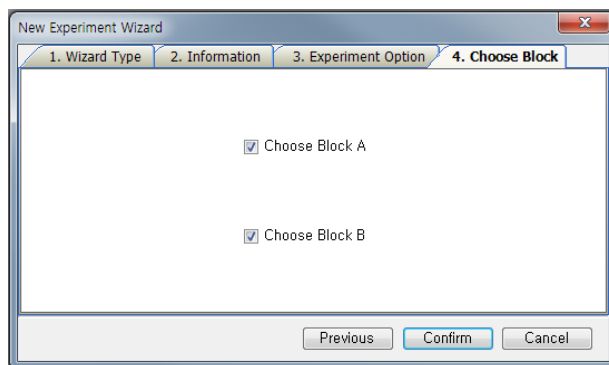 New Experiment Wizard
1. Wizard Type 2. Information 3. Experiment Option 4. Choose Block
Choose Block A
Choose Block B
Previous Confirm Cancel